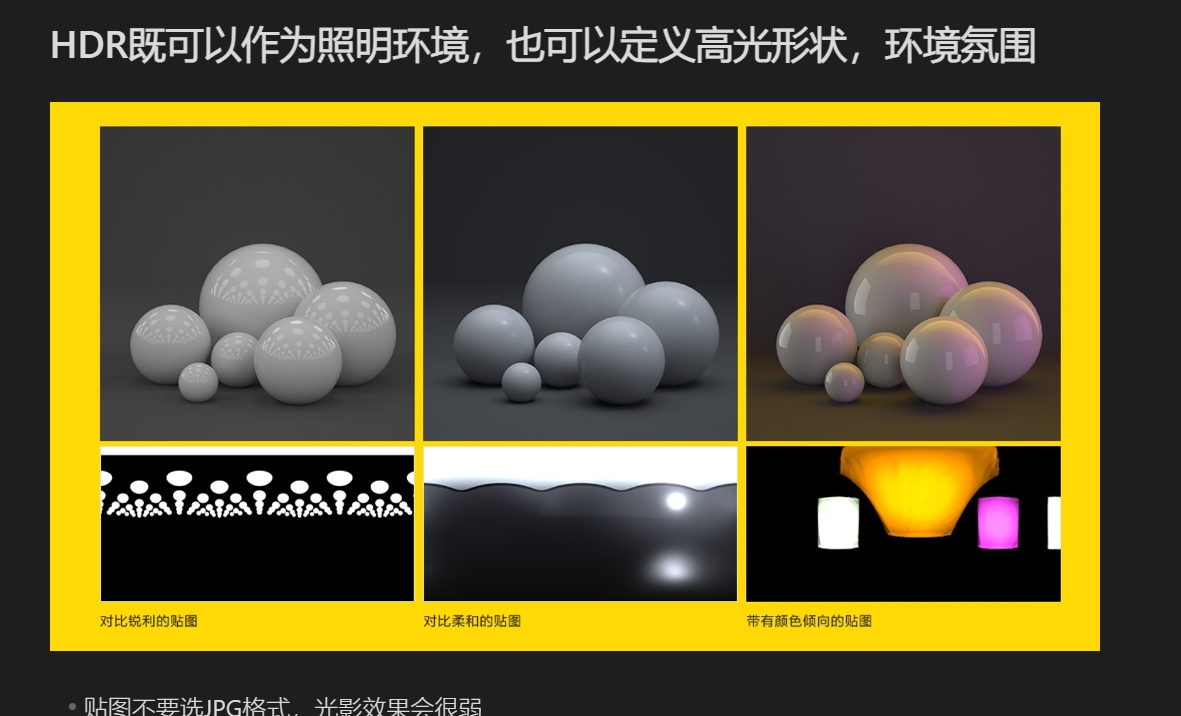 HDR既可以作为照明环境，也可以定义高光形状，环境氛围
对比锐利的贴图
对比柔和的贴图
带有颜色倾向的贴图
贴图不要选JPG格式，光影效果会很弱